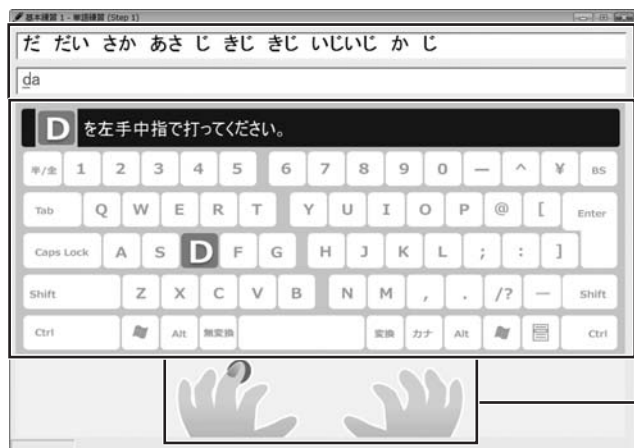 基本練習 1 - 単語練習 (Step 1)
だ だい さか あさ じ きじ きじ いじいじ か じ
da
D を左手中指で打ってください。
半/全 1 2 3 4 5 6 7 8 9 0 — ^ ¥ BS
Tab Q W E R T Y U I O P @ [ Enter
Caps Lock A S D F G H J K L ; : ]
Shift Z X C V B N M , . /? — Shift
Ctrl Alt 無変換 変換 カナ Alt Ctrl